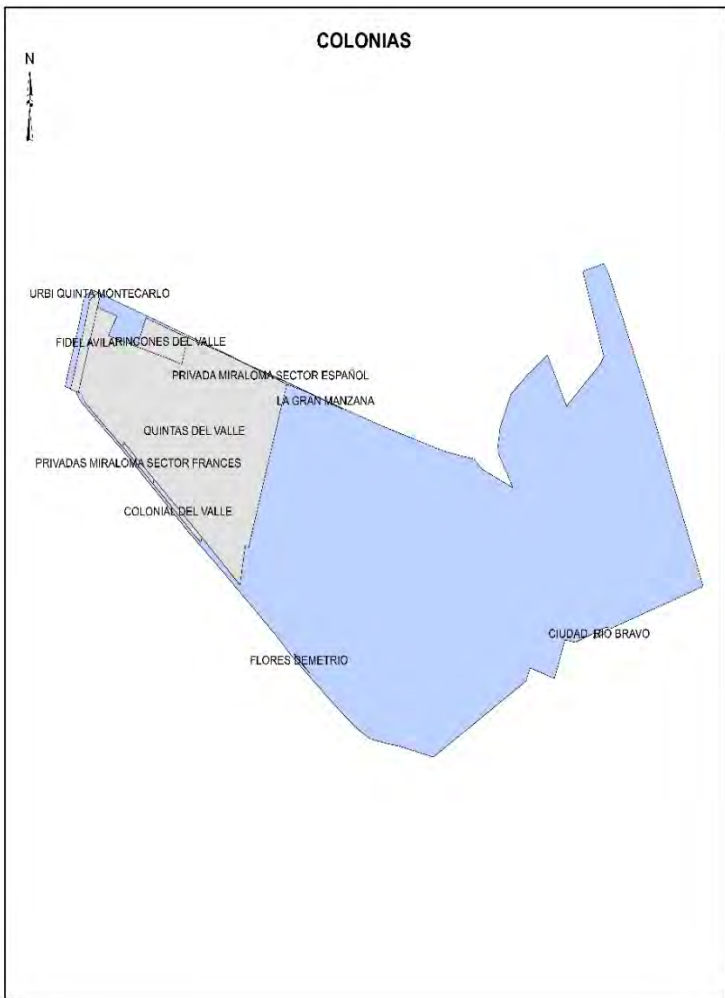 COLONIAS
N
URBI QUINTA MONTECARLO
FIDEL AVILA
RINCONES DEL VALLE
PRIVADA MIRALOMA SECTOR ESPAÑOL
LA GRAN MANZANA
QUINTAS DEL VALLE
PRIVADAS MIRALOMA SECTOR FRANCES
COLONIAL DEL VALLE
CIUDAD RIO BRAVO
FLORES DEMETRIO